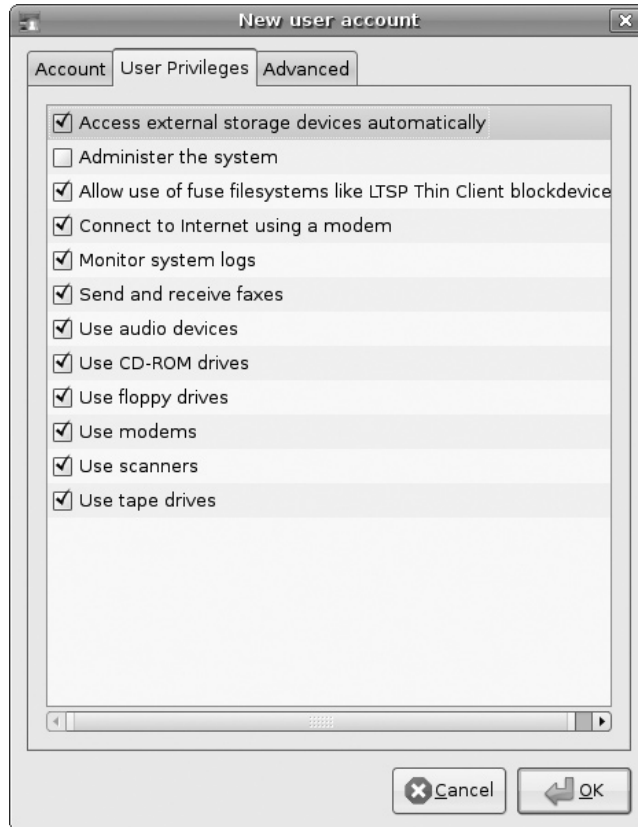 New user account
Account User Privileges Advanced
Access external storage devices automatically
Administer the system
Allow use of fuse filesystems like LTSP Thin Client blockdevice
Connect to Internet using a modem
Monitor system logs
Send and receive faxes
Use audio devices
Use CD-ROM drives
Use floppy drives
Use modems
Use scanners
Use tape drives
Cancel OK